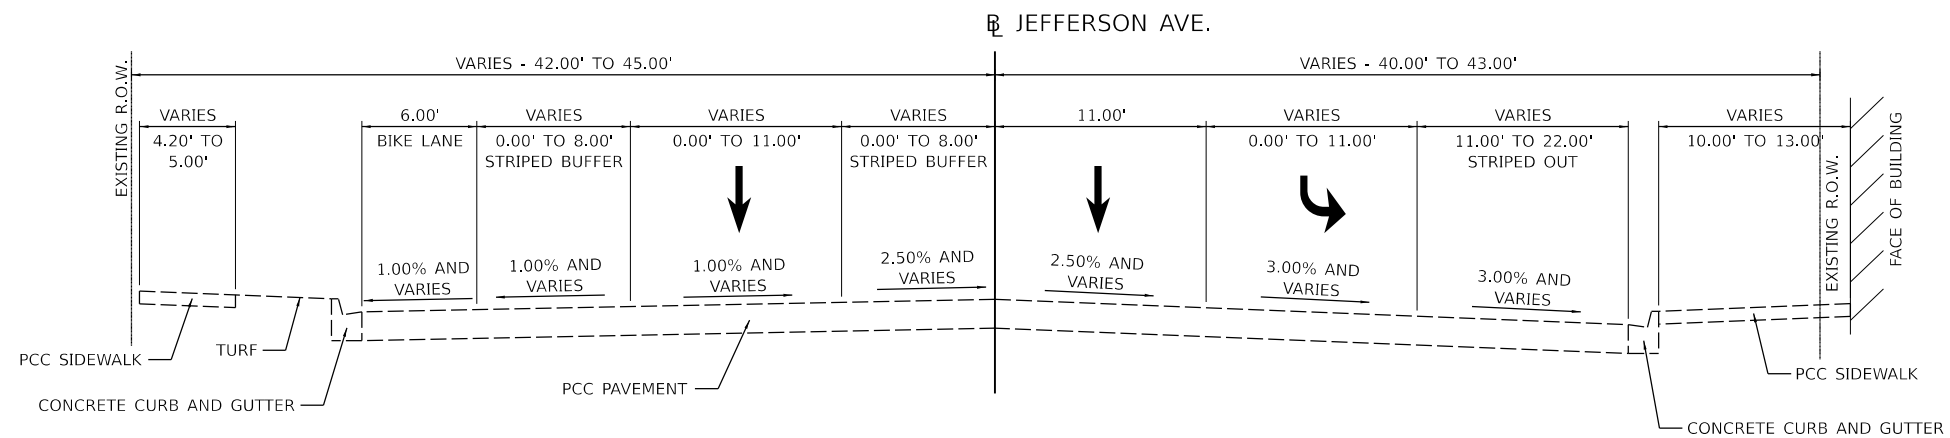 ℄ JEFFERSON AVE.
VARIES - 42.00' TO 45.00'
VARIES - 40.00' TO 43.00'
EXISTING R.O.W.
VARIES
4.20' TO
5.00'
6.00'
BIKE LANE
VARIES
0.00' TO 8.00'
STRIPED BUFFER
VARIES
0.00' TO 11.00'
VARIES
0.00' TO 8.00'
STRIPED BUFFER
11.00'
VARIES
0.00' TO 11.00'
VARIES
11.00' TO 22.00'
STRIPED OUT
VARIES
10.00' TO 13.00'
EXISTING R.O.W.
FACE OF BUILDING
1.00% AND
VARIES
1.00% AND
VARIES
1.00% AND
VARIES
2.50% AND
VARIES
2.50% AND
VARIES
3.00% AND
VARIES
3.00% AND
VARIES
PCC SIDEWALK
TURF
CONCRETE CURB AND GUTTER
PCC PAVEMENT
PCC SIDEWALK
CONCRETE CURB AND GUTTER